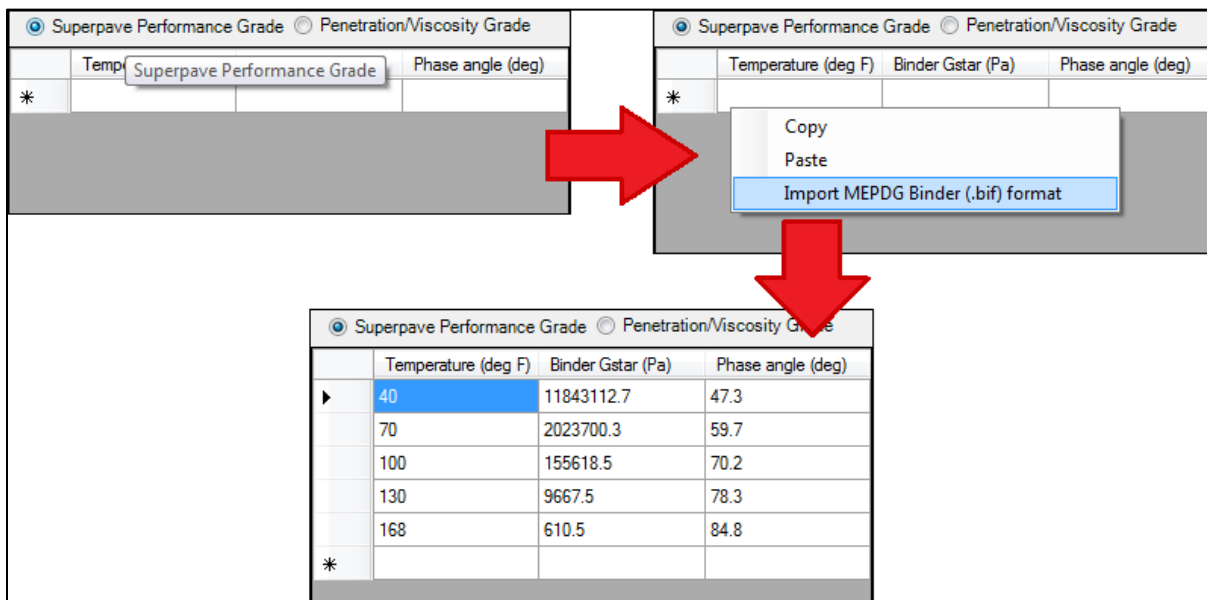 Superpave Performance Grade Penetration/Viscosity Grade
Superpave Performance Grade Phase angle (deg)
*
Superpave Performance Grade Penetration/Viscosity Grade
Temperature (deg F) Binder Gstar (Pa) Phase angle (deg)
*
Copy
Paste
Import MEPDG Binder (.bif) format
Superpave Performance Grade Penetration/Viscosity Grade
Temperature (deg F) Binder Gstar (Pa) Phase angle (deg)
40 11843112.7 47.3
70 2023700.3 59.7
100 155618.5 70.2
130 9667.5 78.3
168 610.5 84.8
*